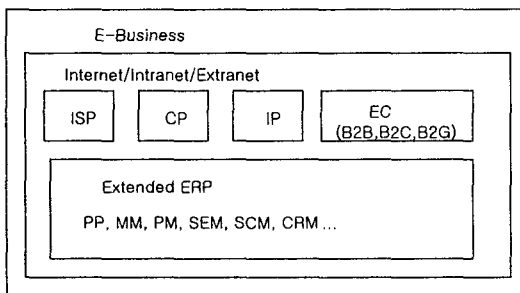 E-Business
Internet/Intranet/Extranet
ISP CP IP EC
(B2B,B2C,B2G)
Extended ERP
PP, MM, PM, SEM, SCM, CRM ...